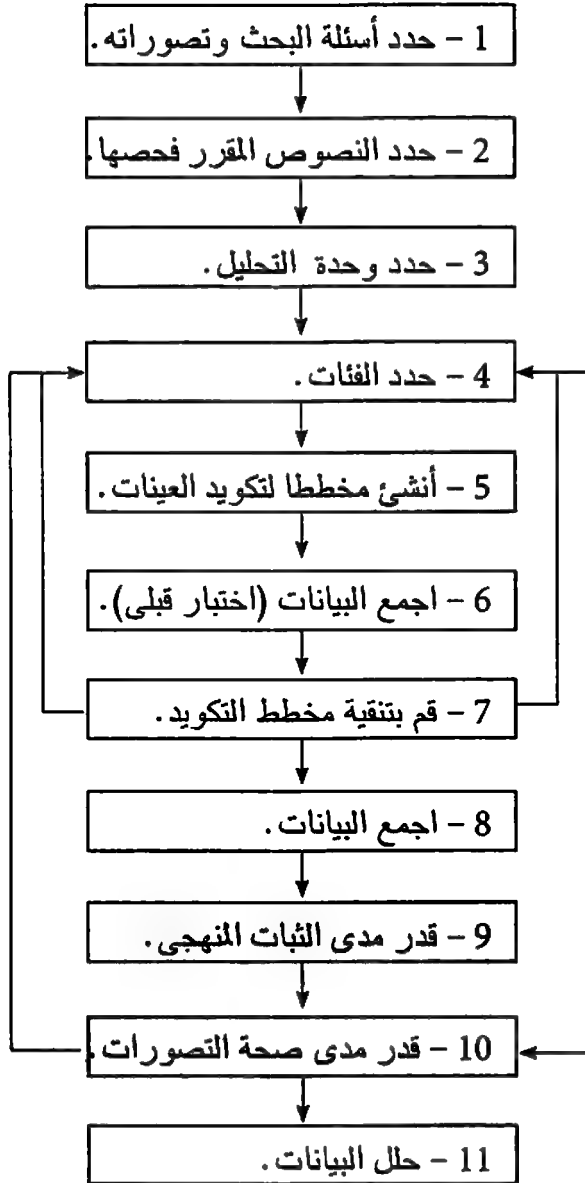 1 – حدد أسئلة البحث وتصوراته.
2 – حدد النصوص المقرر فحصها.
3 – حدد وحدة التحليل.
4 – حدد الفئات.
5 – أنشئ مخططا لتكويد العينات.
6 – اجمع البيانات (اختبار قبلى).
7 – قم بتنقية مخطط التكويد.
8 – اجمع البيانات.
9 – قدر مدى الثبات المنهجى.
10 – قدر مدى صحة التصورات.
11 – حلل البيانات.